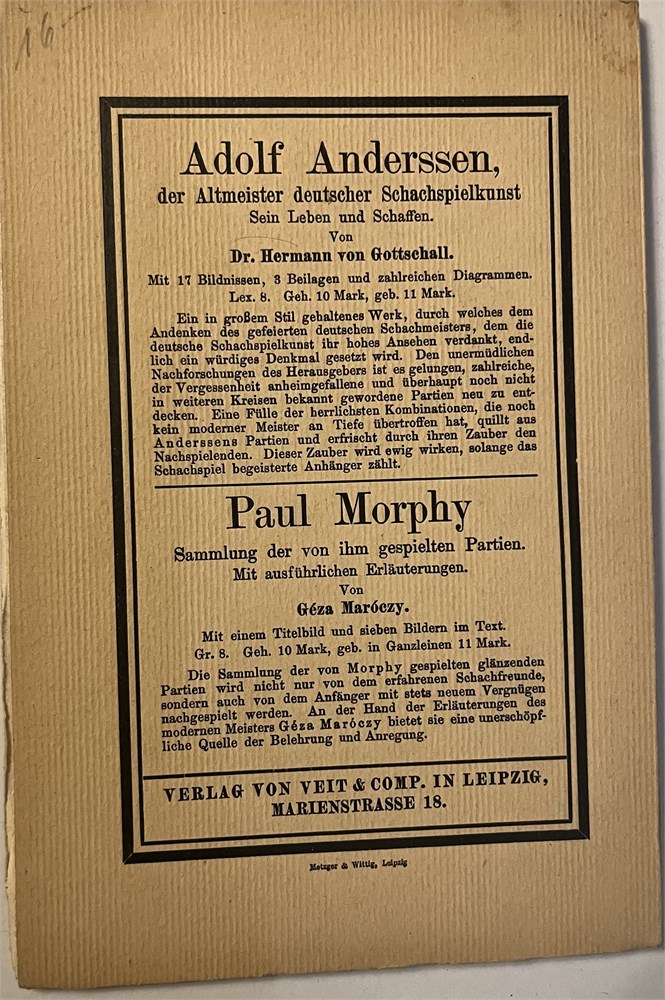 16-
Adolf Anderssen,
der Altmeister deutscher Schachspielkunst
Sein Leben und Schaffen.
Von
Dr. Hermann von Gottschall.
Mit 17 Bildnissen, 3 Beilagen und zahlreichen Diagrammen.
Lex. 8. Geh. 10 Mark, geb. 11 Mark.
Ein in großem Stil gehaltenes Werk, durch welches dem
Andenken des gefeierten deutschen Schachmeisters, dem die
deutsche Schachspielkunst ihr hohes Ansehen verdankt, end-
lich ein würdiges Denkmal gesetzt wird. Den unermüdlichen
Nachforschungen des Herausgebers ist es gelungen, zahlreiche,
der Vergessenheit anheimgefallene und überhaupt noch nicht
in weiteren Kreisen bekannt gewordene Partien neu zu ent-
decken. Eine Fülle der herrlichsten Kombinationen, die noch
kein moderner Meister an Tiefe übertroffen hat, quillt aus
Anderssens Partien und erfrischt durch ihren Zauber den
Nachspielenden. Dieser Zauber wird ewig wirken, solange das
Schachspiel begeisterte Anhänger zählt.
Paul Morphy
Sammlung der von ihm gespielten Partien.
Mit ausführlichen Erläuterungen.
Von
Géza Maróczy.
Mit einem Titelbild und sieben Bildern im Text.
Gr. 8. Geh. 10 Mark, geb. in Ganzleinen 11 Mark.
Die Sammlung der von Morphy gespielten glänzenden
Partien wird nicht nur von dem erfahrenen Schachfreunde,
sondern auch von dem Anfänger mit stets neuem Vergnügen
nachgespielt werden. An der Hand der Erläuterungen des
modernen Meisters Géza Maróczy bietet sie eine unerschöpf-
liche Quelle der Belehrung und Anregung.
VERLAG VON VEIT & COMP. IN LEIPZIG,
MARIENSTRASSE 18.
Metzger & Wittig, Leipzig